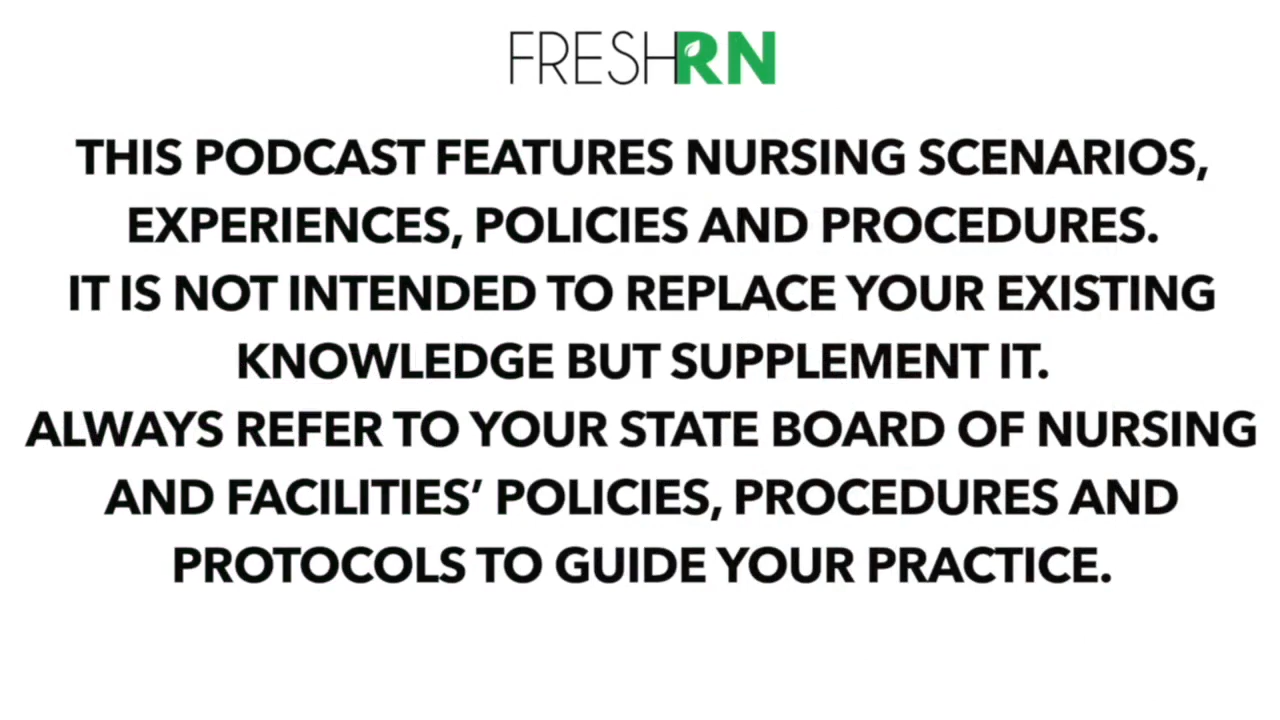 FRESHRN
THIS PODCAST FEATURES NURSING SCENARIOS,
EXPERIENCES, POLICIES AND PROCEDURES.
IT IS NOT INTENDED TO REPLACE YOUR EXISTING
KNOWLEDGE BUT SUPPLEMENT IT.
ALWAYS REFER TO YOUR STATE BOARD OF NURSING
AND FACILITIES’ POLICIES, PROCEDURES AND
PROTOCOLS TO GUIDE YOUR PRACTICE.